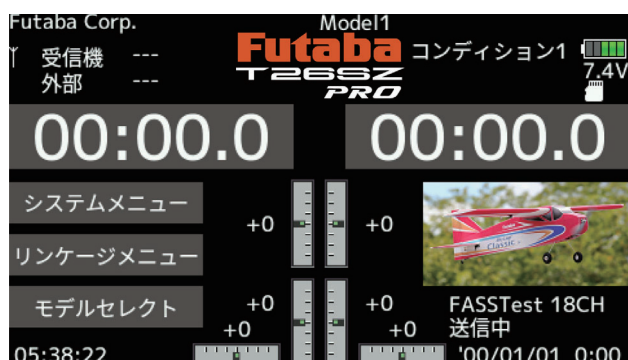 Futaba Corp.
Model1
受信機 ---
外部 ---
Futaba
T26SZ
PRO
コンディション1
7.4V
00:00.0
00:00.0
システムメニュー
リンケージメニュー
モデルセレクト
+0
+0
+0
+0
+0
+0
Classic
FASSTest 18CH
送信中
05:38:22
'00/01/01 0:00